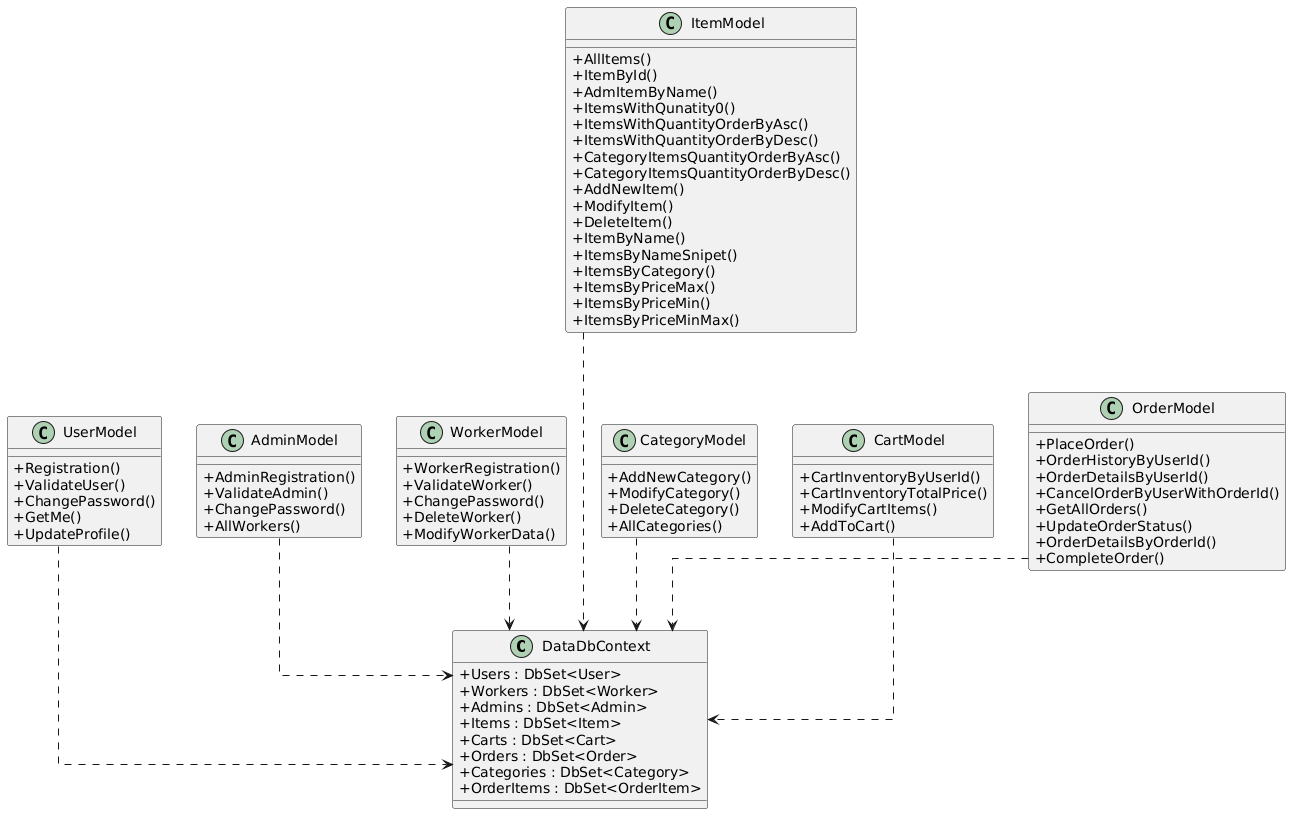 C ItemModel
+AllItems()
+ItemById()
+AdmItemByName()
+ItemsWithQunatity0()
+ItemsWithQuantityOrderByAsc()
+ItemsWithQuantityOrderByDesc()
+CategoryItemsQuantityOrderByAsc()
+CategoryItemsQuantityOrderByDesc()
+AddNewItem()
+ModifyItem()
+DeleteItem()
+ItemByName()
+ItemsByNameSnipet()
+ItemsByCategory()
+ItemsByPriceMax()
+ItemsByPriceMin()
+ItemsByPriceMinMax()
C UserModel
+Registration()
+ValidateUser()
+ChangePassword()
+GetMe()
+UpdateProfile()
C AdminModel
+AdminRegistration()
+ValidateAdmin()
+ChangePassword()
+AllWorkers()
C WorkerModel
+WorkerRegistration()
+ValidateWorker()
+ChangePassword()
+DeleteWorker()
+ModifyWorkerData()
C CategoryModel
+AddNewCategory()
+ModifyCategory()
+DeleteCategory()
+AllCategories()
C CartModel
+CartInventoryByUserId()
+CartInventoryTotalPrice()
+ModifyCartItems()
+AddToCart()
C OrderModel
+PlaceOrder()
+OrderHistoryByUserId()
+OrderDetailsByUserId()
+CancelOrderByUserWithOrderId()
+GetAllOrders()
+UpdateOrderStatus()
+OrderDetailsByOrderId()
+CompleteOrder()
C DataDbContext
+Users : DbSet<User>
+Workers : DbSet<Worker>
+Admins : DbSet<Admin>
+Items : DbSet<Item>
+Carts : DbSet<Cart>
+Orders : DbSet<Order>
+Categories : DbSet<Category>
+OrderItems : DbSet<OrderItem>